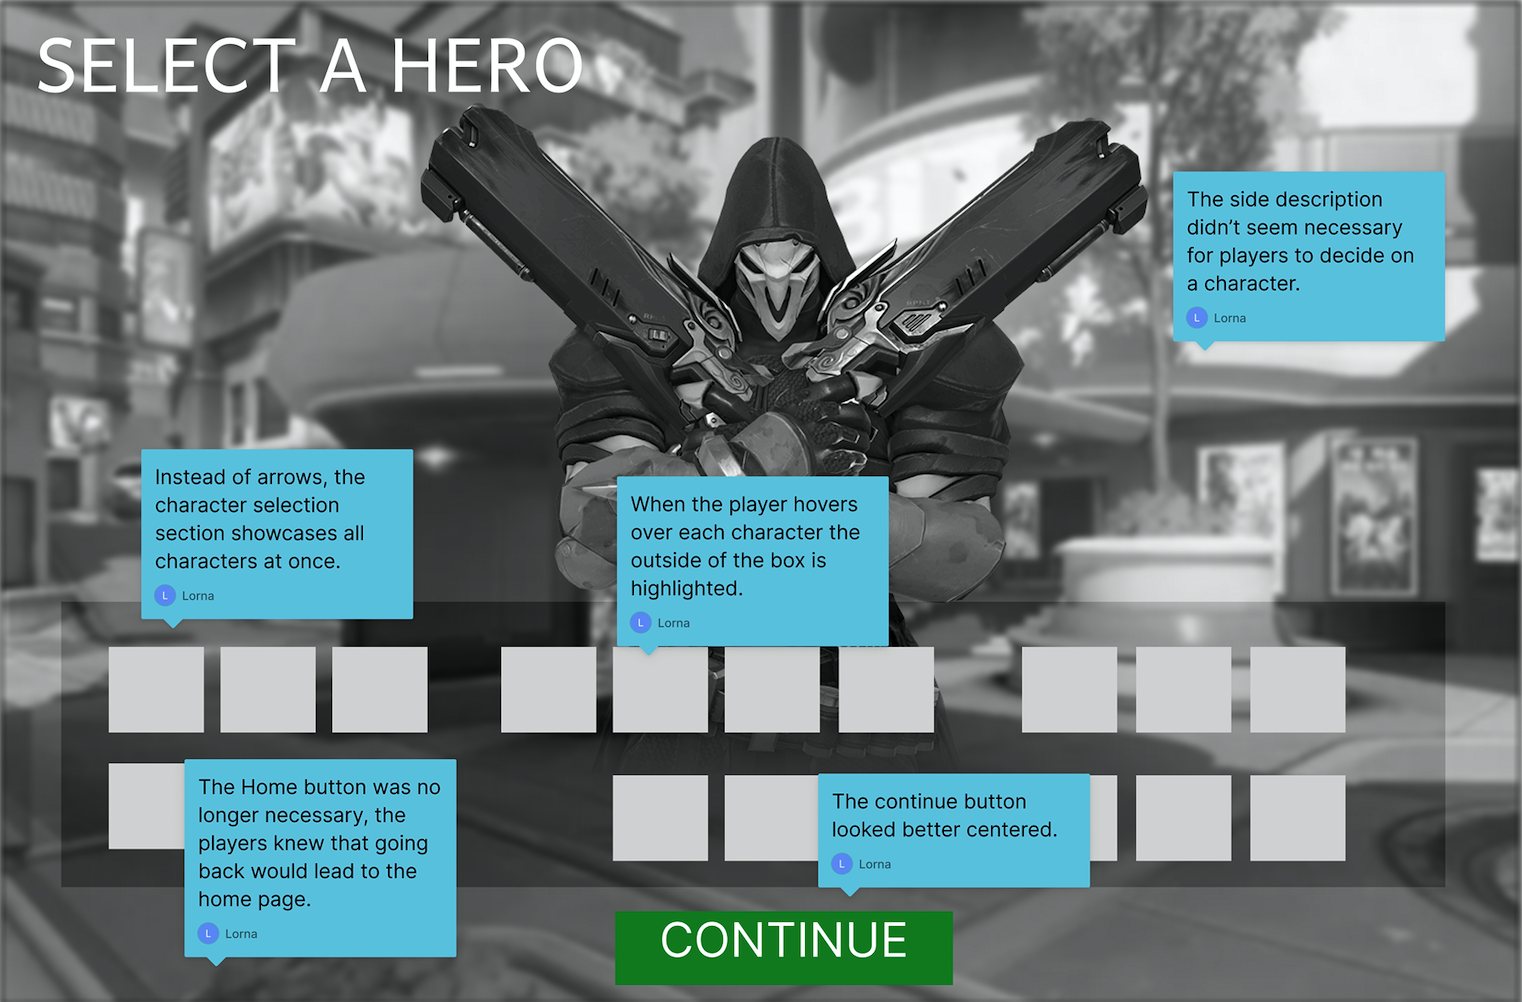 SELECT A HERO
The side description
didn’t seem necessary
for players to decide on
a character.
L Lorna
Instead of arrows, the
character selection
section showcases all
characters at once.
L Lorna
When the player hovers
over each character the
outside of the box is
highlighted.
L Lorna
The Home button was no
longer necessary, the
players knew that going
back would lead to the
home page.
L Lorna
The continue button
looked better centered.
L Lorna
CONTINUE